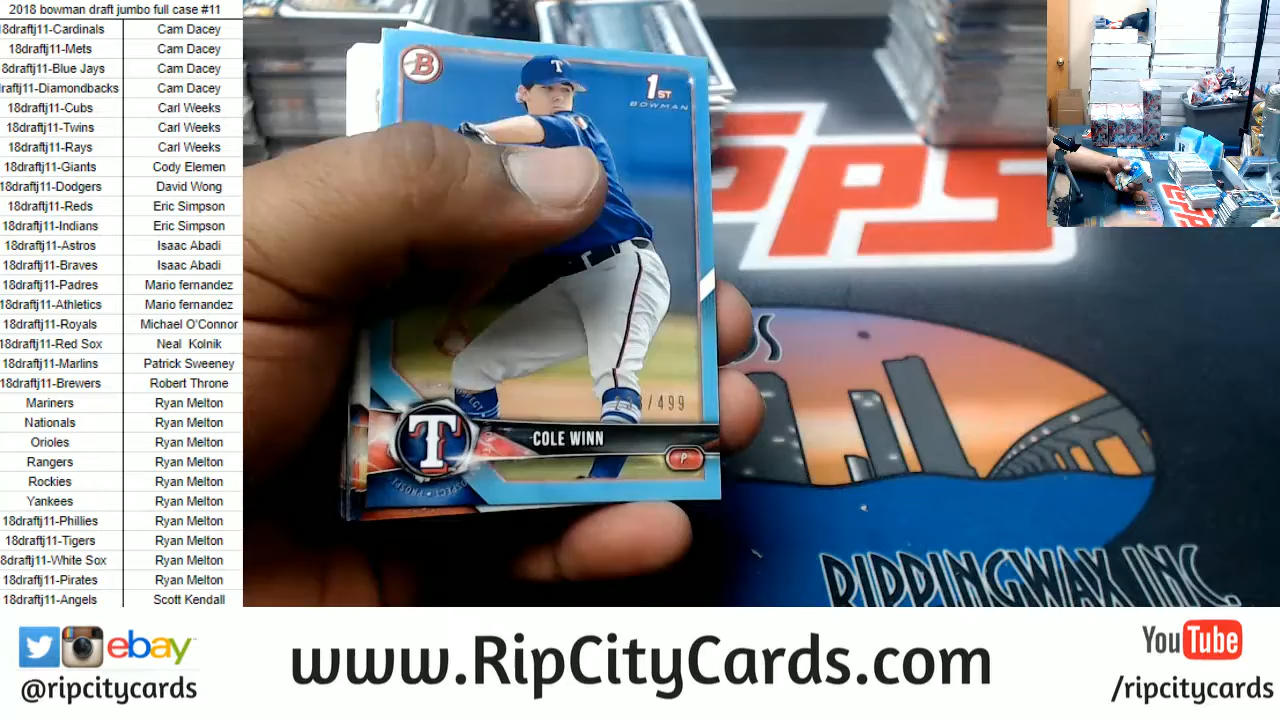 2018 bowman draft jumbo full case #11
18draftj11-Cardinals Cam Dacey
18draftj11-Mets Cam Dacey
8draftj11-Blue Jays Cam Dacey
draftj11-Diamondbacks Cam Dacey
18draftj11-Cubs Carl Weeks
18draftj11-Twins Carl Weeks
18draftj11-Rays Carl Weeks
18draftj11-Giants Cody Elemen
18draftj11-Dodgers David Wong
18draftj11-Reds Eric Simpson
18draftj11-Indians Eric Simpson
18draftj11-Astros Isaac Abadi
18draftj11-Braves Isaac Abadi
18draftj11-Padres Mario fernandez
18draftj11-Athletics Mario fernandez
18draftj11-Royals Michael O'Connor
18draftj11-Red Sox Neal Kolnik
18draftj11-Marlins Patrick Sweeney
18draftj11-Brewers Robert Throne
Mariners Ryan Melton
Nationals Ryan Melton
Orioles Ryan Melton
Rangers Ryan Melton
Rockies Ryan Melton
Yankees Ryan Melton
18draftj11-Phillies Ryan Melton
18draftj11-Tigers Ryan Melton
8draftj11-White Sox Ryan Melton
18draftj11-Pirates Ryan Melton
18draftj11-Angels Scott Kendall
B
T
1ST
BOWMAN
/499
T
COLE WINN
P
OPPS
RIPPINGWAX INC.
ebay
@ripcitycards
www.RipCityCards.com
YouTube
/ripcitycards